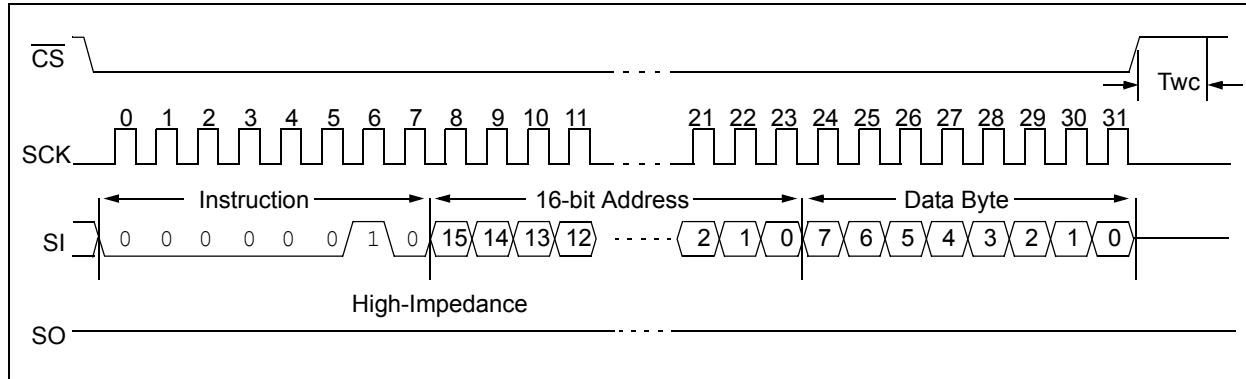 CS
Twc
0 1 2 3 4 5 6 7 8 9 10 11 21 22 23 24 25 26 27 28 29 30 31
SCK
Instruction 16-bit Address Data Byte
SI 0 0 0 0 0 0 1 0 15 14 13 12 2 1 0 7 6 5 4 3 2 1 0
High-Impedance
SO